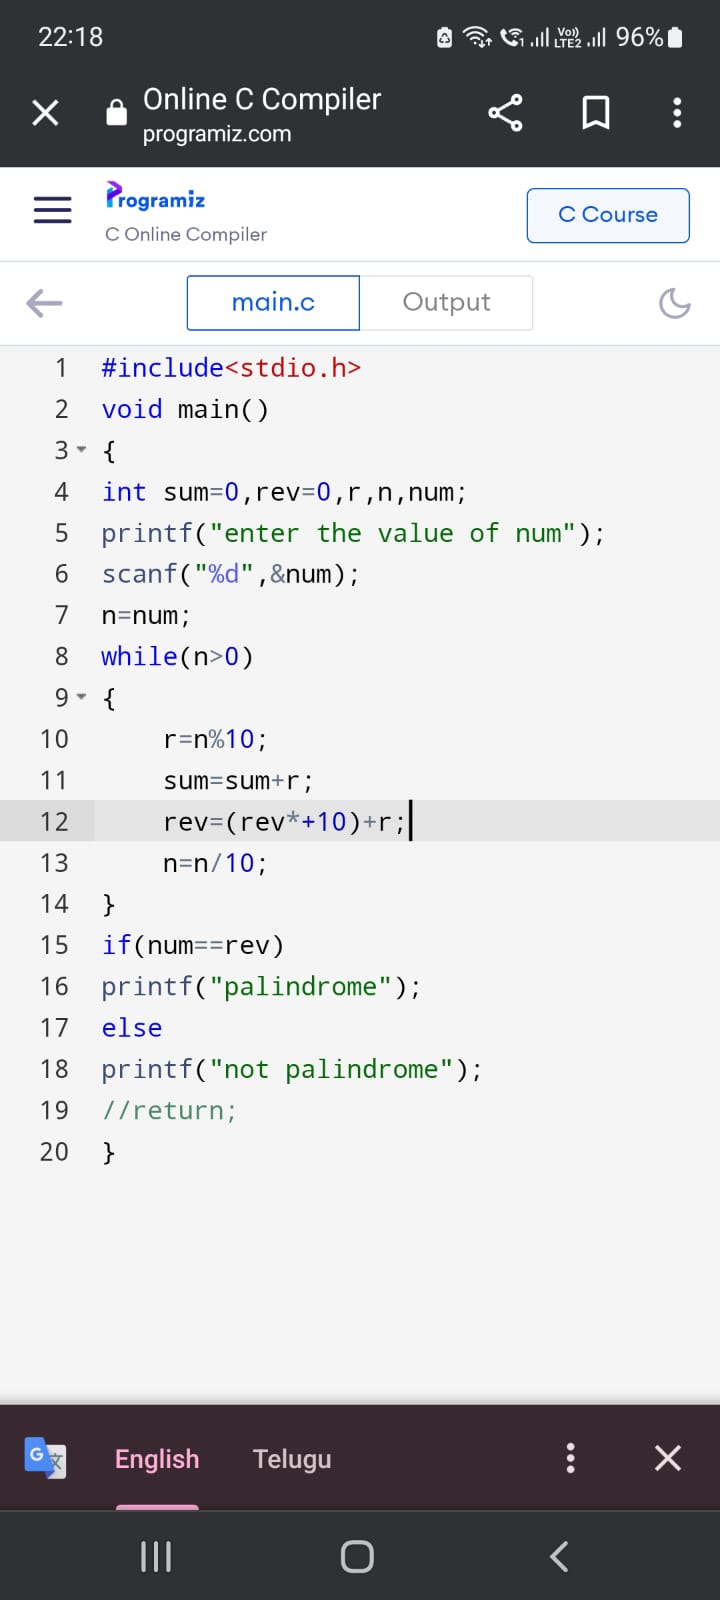 22:18
Vo))
LTE2
96%
Online C Compiler
programiz.com
Programiz
C Online Compiler
C Course
main.c
Output
1 #include<stdio.h>
2 void main()
3 {
4 int sum=0,rev=0,r,n,num;
5 printf("enter the value of num");
6 scanf("%d",&num);
7 n=num;
8 while(n>0)
9 {
10 r=n%10;
11 sum=sum+r;
12 rev=(rev*+10)+r;
13 n=n/10;
14 }
15 if(num==rev)
16 printf("palindrome");
17 else
18 printf("not palindrome");
19 //return;
20 }
G 文
English
Telugu